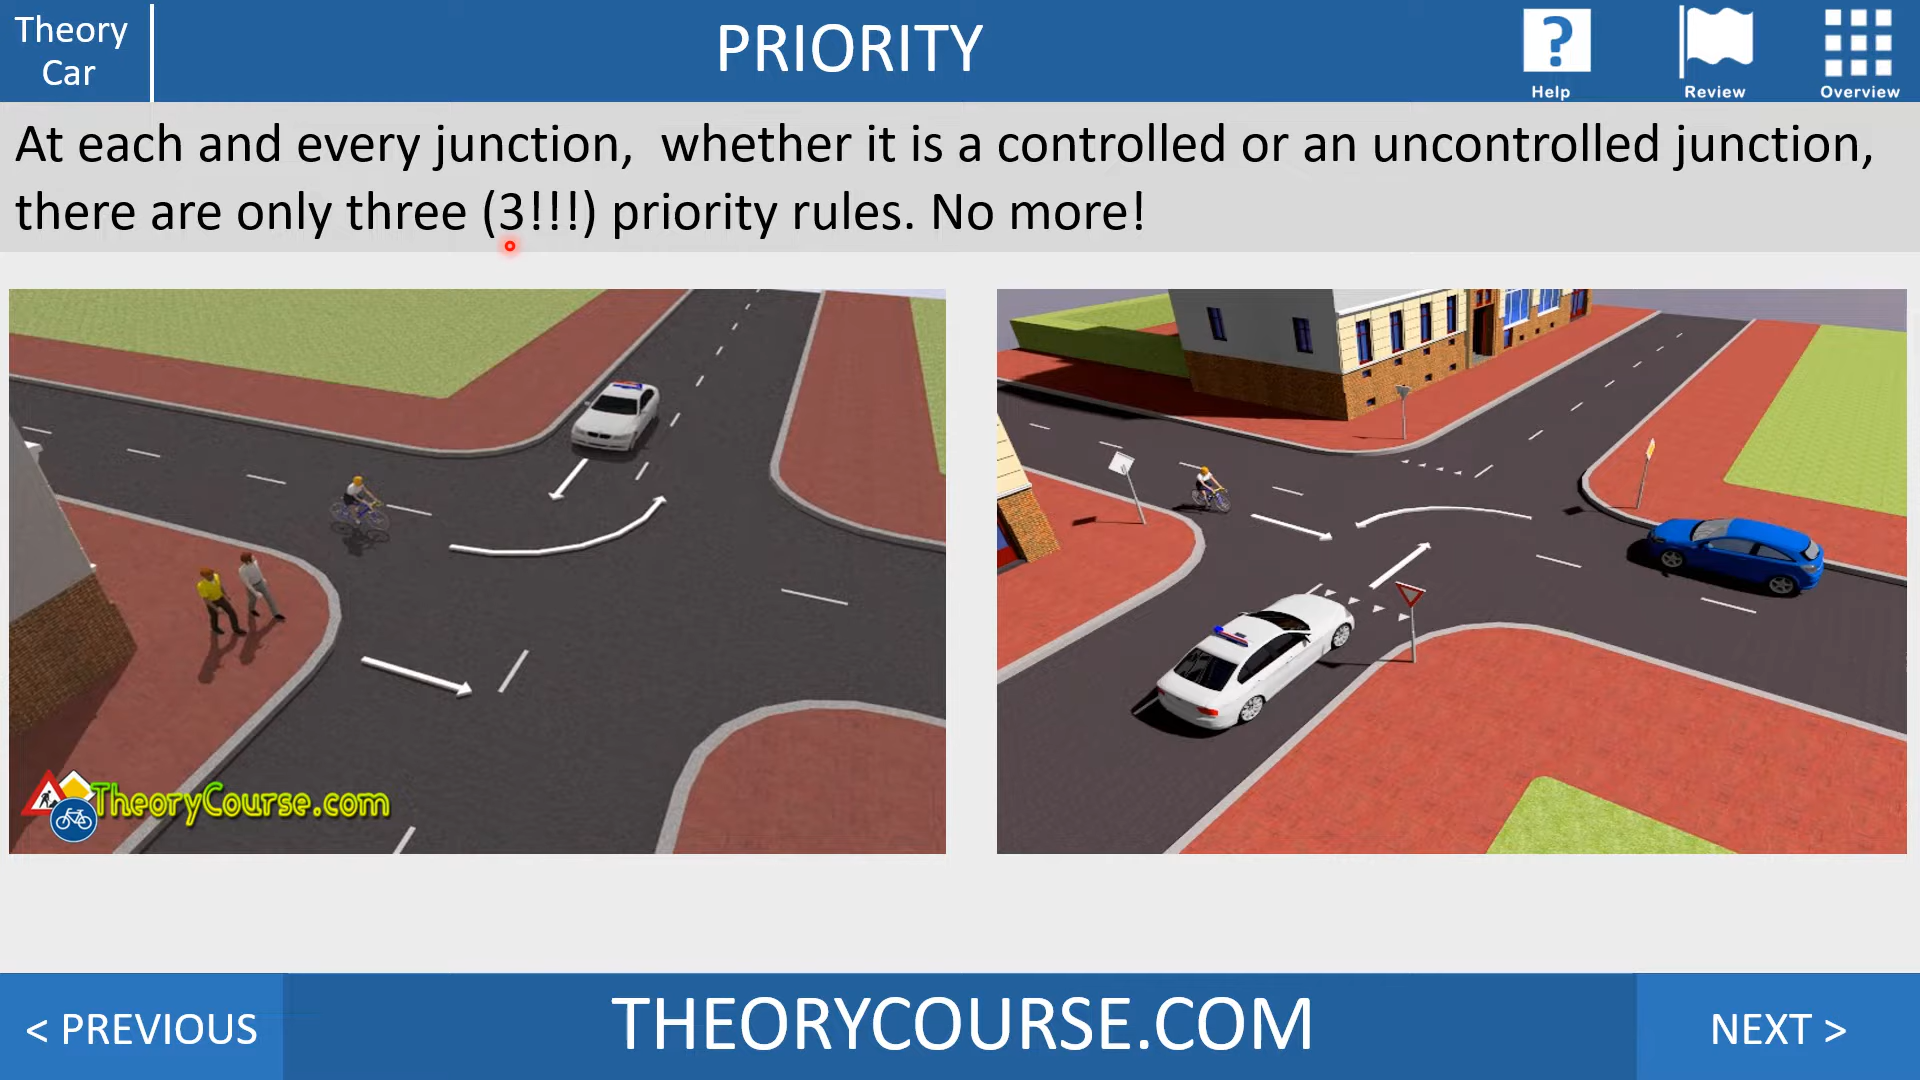 Theory
Car
PRIORITY
Help
Review
Overview
At each and every junction,  whether it is a controlled or an uncontrolled junction,
there are only three (3!!!) priority rules. No more!
TheoryCourse.com
< PREVIOUS
THEORYCOURSE.COM
NEXT >